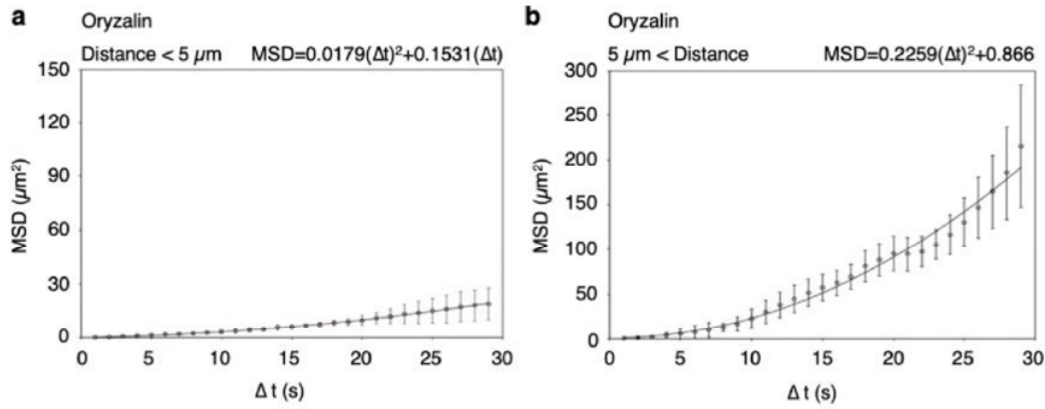 a
Oryzalin
Distance < 5 µm MSD=0.0179(Δt)²+0.1531(Δt)
150
120
90
60
30
0
MSD (µm²)
0 5 10 15 20 25 30
Δ t (s)
b
Oryzalin
5 µm < Distance MSD=0.2259(Δt)²+0.866
300
250
200
150
100
50
0
MSD (µm²)
0 5 10 15 20 25 30
Δ t (s)